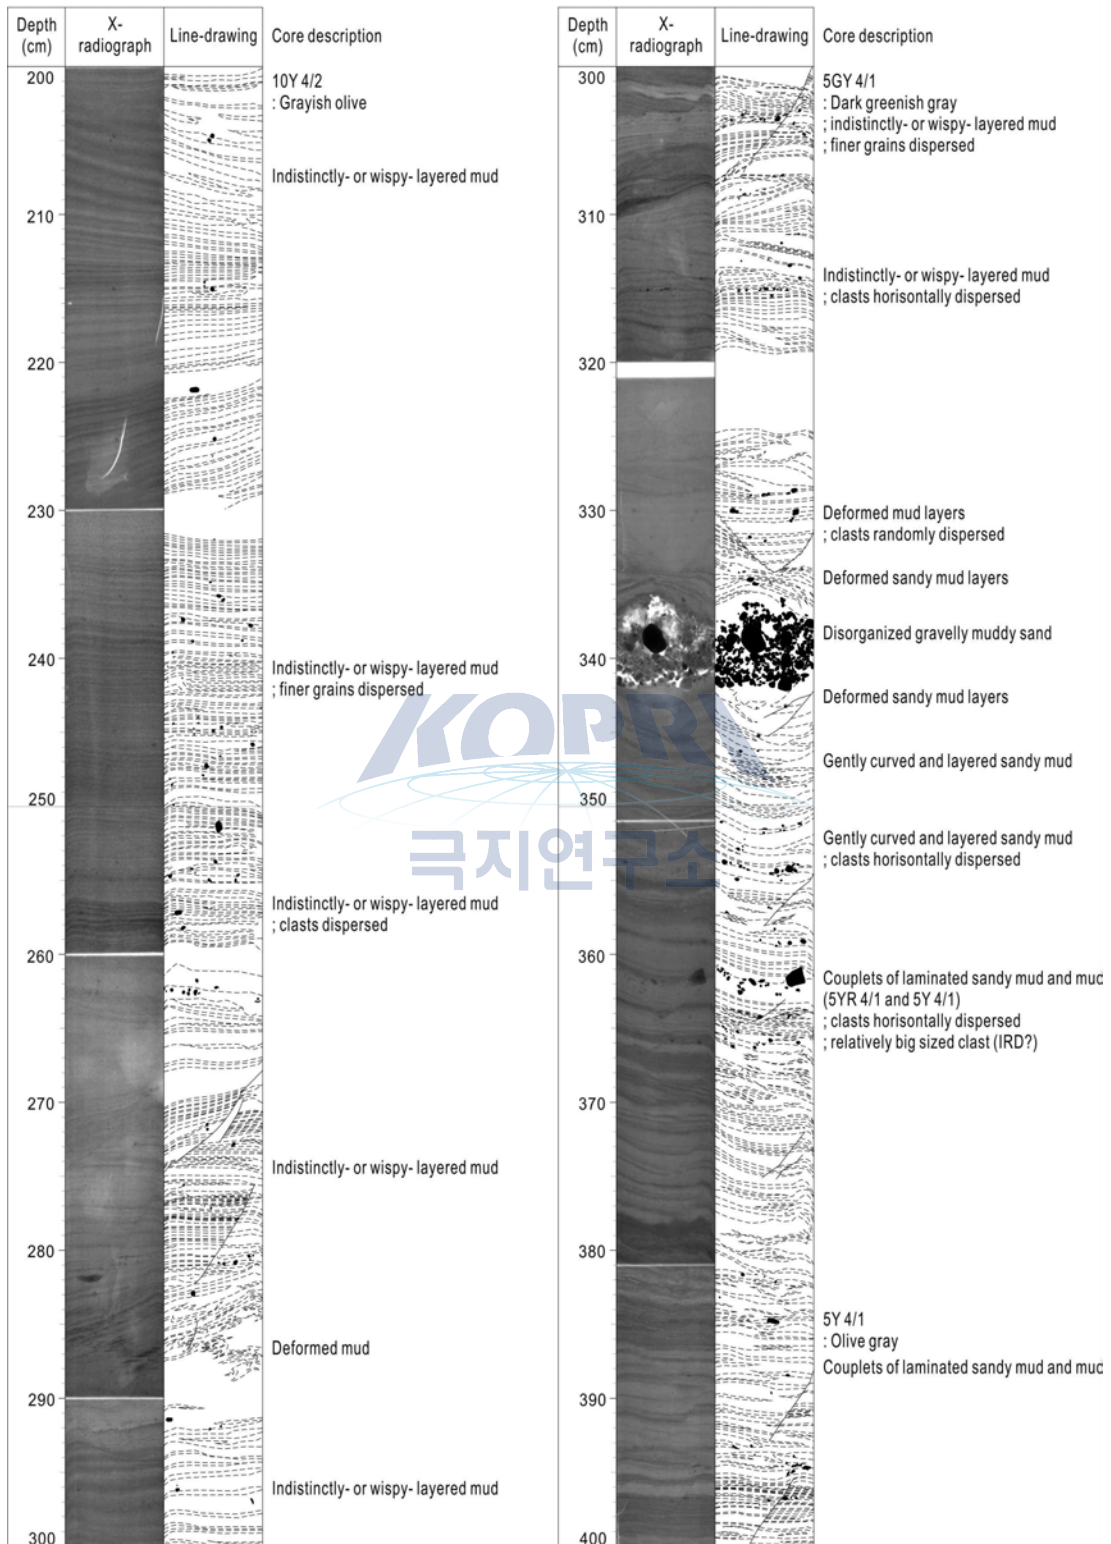 Depth
(cm)
X-
radiograph
Line-drawing
Core description
200
210
220
230
240
250
260
270
280
290
300
10Y 4/2
: Grayish olive
Indistinctly- or wispy- layered mud
Indistinctly- or wispy- layered mud
; finer grains dispersed
Indistinctly- or wispy- layered mud
; clasts dispersed
Indistinctly- or wispy- layered mud
Deformed mud
Indistinctly- or wispy- layered mud
Depth
(cm)
X-
radiograph
Line-drawing
Core description
300
310
320
330
340
350
360
370
380
390
400
5GY 4/1
: Dark greenish gray
; indistinctly- or wispy- layered mud
; finer grains dispersed
Indistinctly- or wispy- layered mud
; clasts horisontally dispersed
Deformed mud layers
; clasts randomly dispersed
Deformed sandy mud layers
Disorganized gravelly muddy sand
Deformed sandy mud layers
Gently curved and layered sandy mud
Gently curved and layered sandy mud
; clasts horisontally dispersed
Couplets of laminated sandy mud and mud
(5YR 4/1 and 5Y 4/1)
; clasts horisontally dispersed
; relatively big sized clast (IRD?)
5Y 4/1
: Olive gray
Couplets of laminated sandy mud and mud
KOPRI
극지연구소